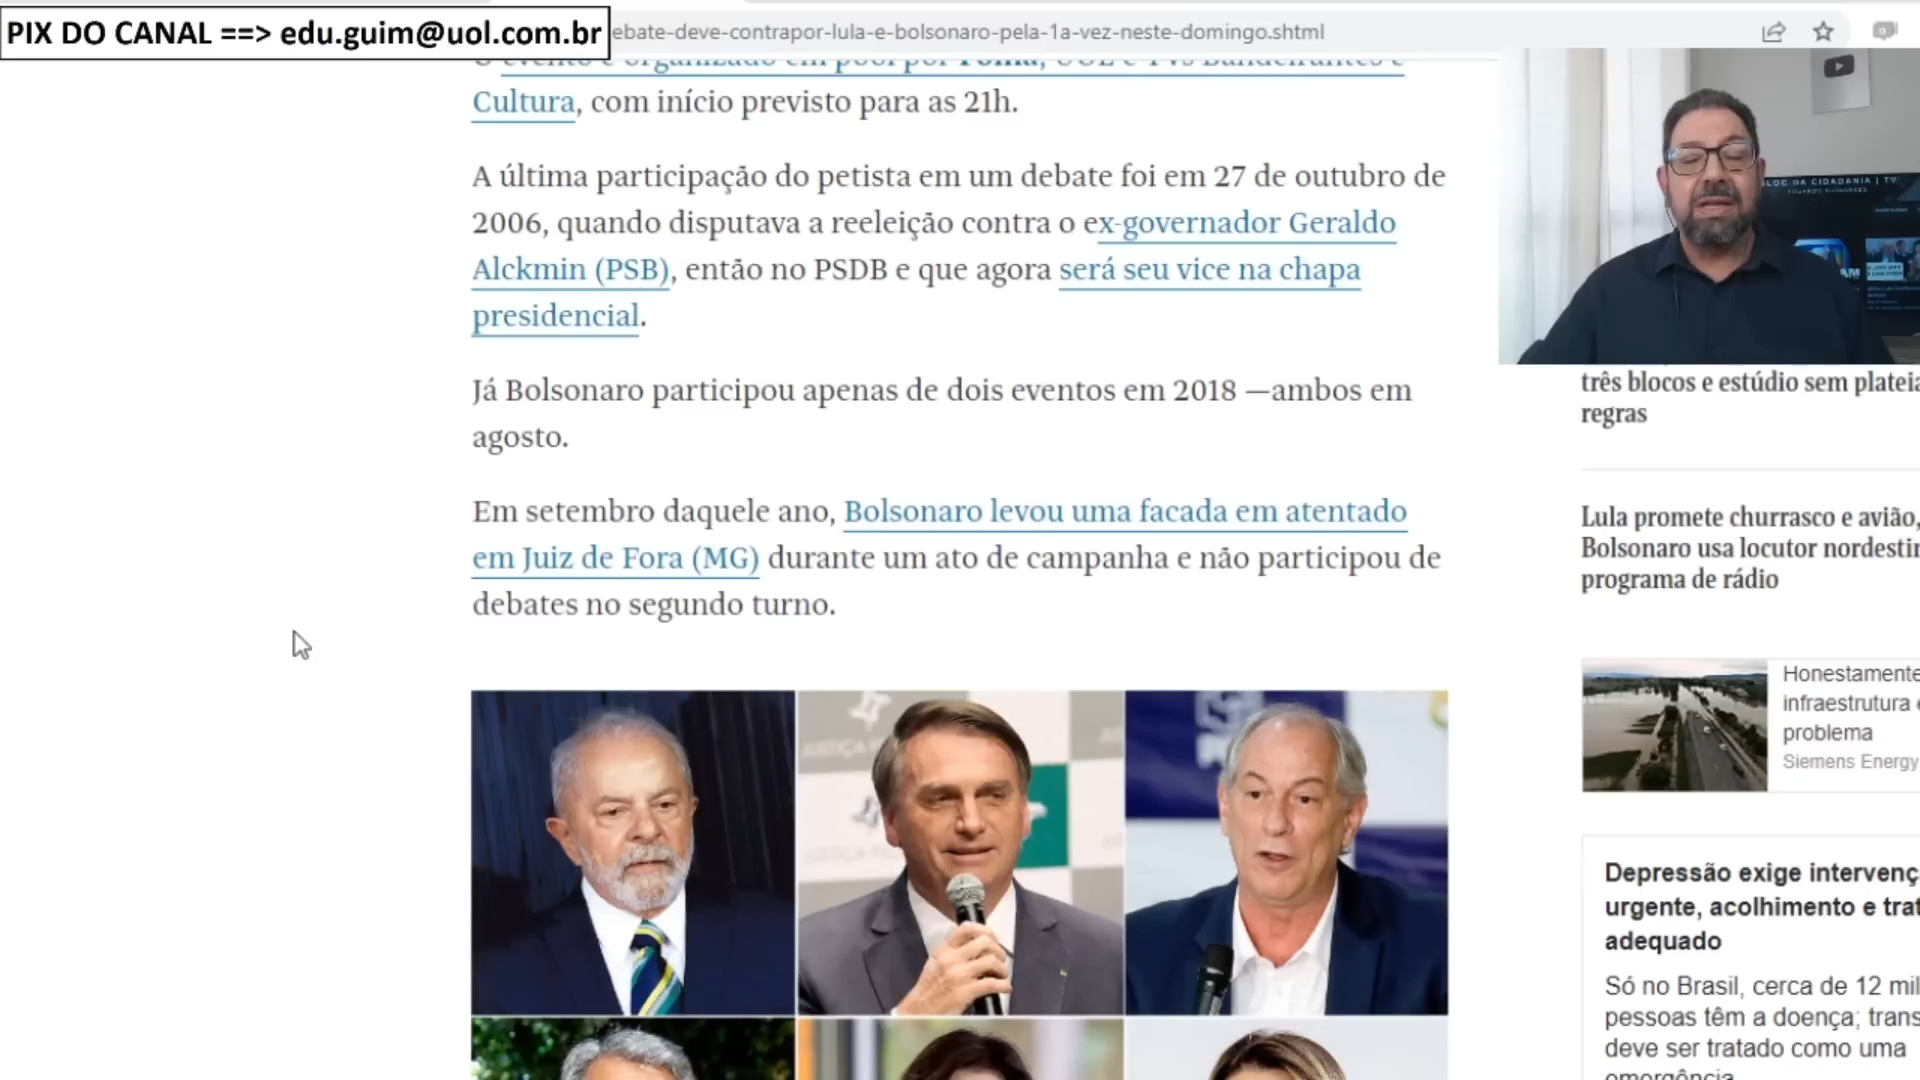 PIX DO CANAL ==> edu.guim@uol.com.br
ebate-deve-contrapor-lula-e-bolsonaro-pela-1a-vez-neste-domingo.shtml
O evento é organizado em pool por Folha, UOL e TVs Bandeirantes e
Cultura, com início previsto para as 21h.
A última participação do petista em um debate foi em 27 de outubro de
2006, quando disputava a reeleição contra o ex-governador Geraldo
Alckmin (PSB), então no PSDB e que agora será seu vice na chapa
presidencial.
Já Bolsonaro participou apenas de dois eventos em 2018 —ambos em
agosto.
Em setembro daquele ano, Bolsonaro levou uma facada em atentado
em Juiz de Fora (MG) durante um ato de campanha e não participou de
debates no segundo turno.
BLOG DA CIDADANIA | TV
EDUARDO GUIMARÃES
três blocos e estúdio sem plateia
regras
Lula promete churrasco e avião,
Bolsonaro usa locutor nordestin
programa de rádio
Honestamente
infraestrutura e
problema
Siemens Energy
Depressão exige intervenç
urgente, acolhimento e trat
adequado
Só no Brasil, cerca de 12 mil
pessoas têm a doença; trans
deve ser tratado como uma
emergência